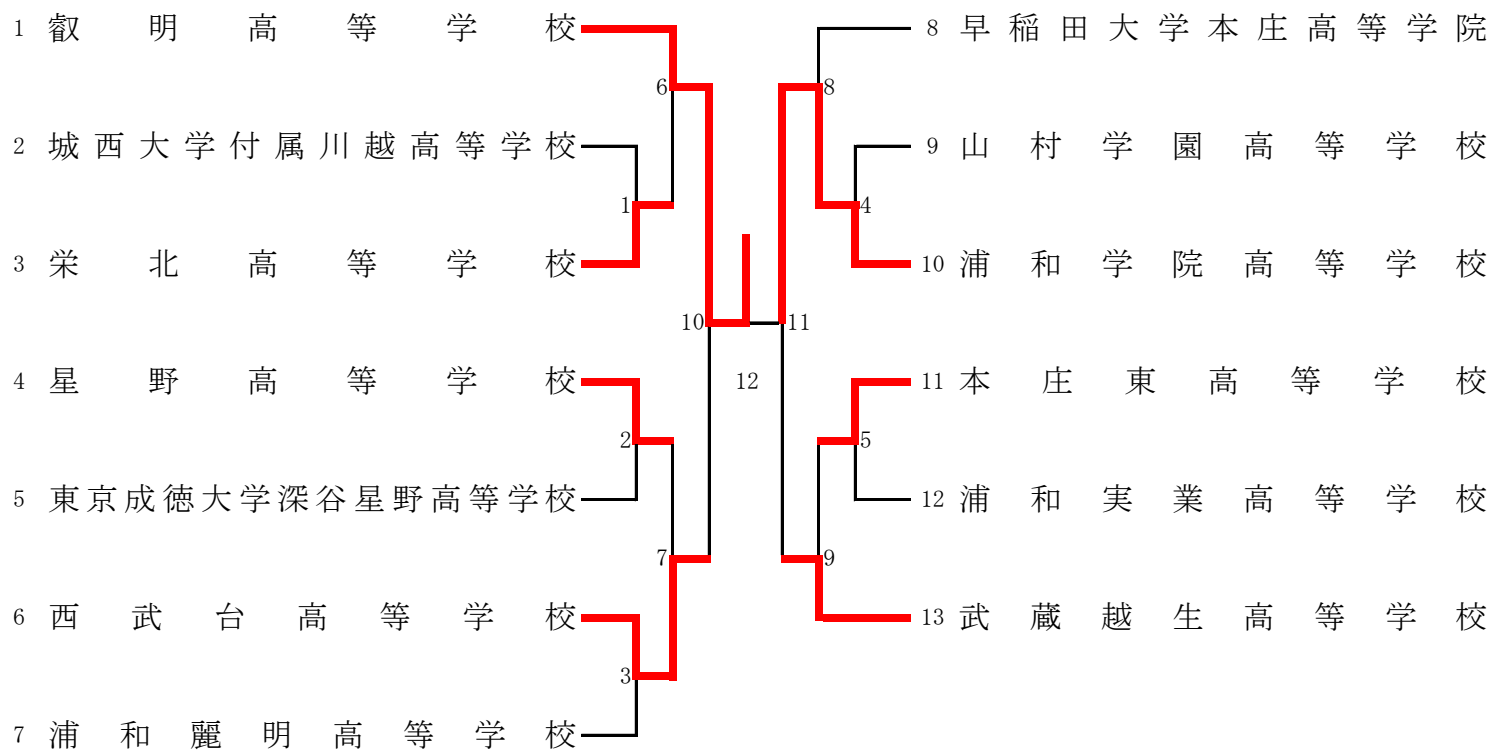 1 叡明高等学校
2 城西大学付属川越高等学校
3 栄北高等学校
4 星野高等学校
5 東京成徳大学深谷星野高等学校
6 西武台高等学校
7 浦和麗明高等学校
6
1
2
7
3
10
12
11
8
4
5
9
8 早稲田大学本庄高等学院
9 山村学園高等学校
10 浦和学院高等学校
11 本庄東高等学校
12 浦和実業高等学校
13 武蔵越生高等学校